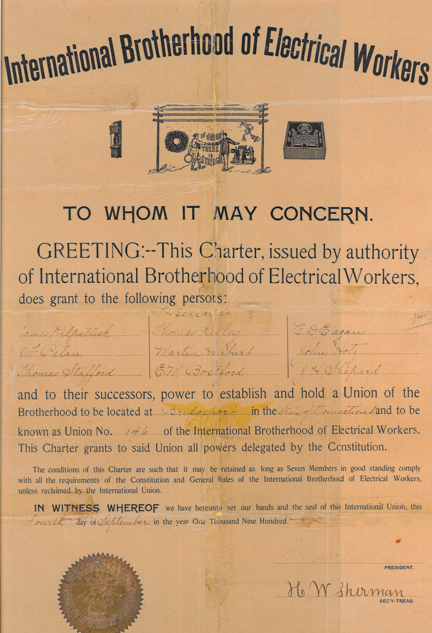 International Brotherhood of Electrical Workers
TO WHOM IT MAY CONCERN.
GREETING:--This Charter, issued by authority
of International Brotherhood of Electrical Workers,
does grant to the following persons:
James Kilpatrick Thomas Kelley C D Eagan
Martin John
Thomas Stafford E M Botsford
and to their successors, power to establish and hold a Union of the
Brotherhood to be located at Bridgeport in the State of Connecticut and to be
known as Union No. 146 of the International Brotherhood of Electrical Workers.
This Charter grants to said Union all powers delegated by the Constitution.
The conditions of this Charter are such that it may be retained as long as Seven Members in good standing comply
with all the requirements of the Constitution and General Rules of the International Brotherhood of Electrical Workers,
unless reclaimed by the International Union.
IN WITNESS WHEREOF we have hereunto set our hands and the seal of this International Union, this
Fourth day of September in the year One Thousand Nine Hundred
PRESIDENT.
H W Sherman
SEC'Y-TREAS.